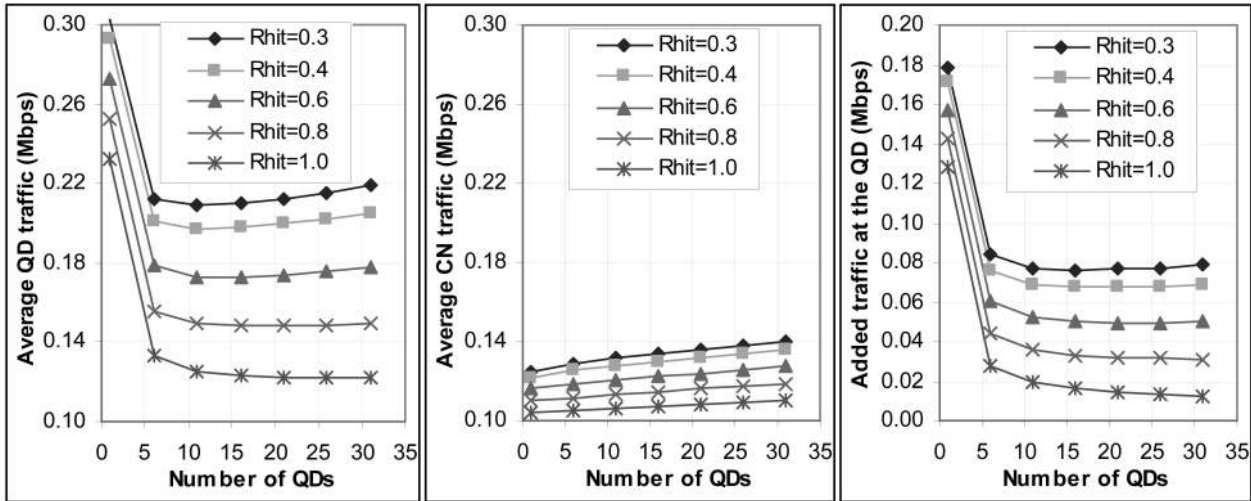 Average QD traffic (Mbps)
0.30
0.26
0.22
0.18
0.14
0.10
Rhit=0.3
Rhit=0.4
Rhit=0.6
Rhit=0.8
Rhit=1.0
0 5 10 15 20 25 30 35
Number of QDs
Average CN traffic (Mbps)
0.30
0.26
0.22
0.18
0.14
0.10
Rhit=0.3
Rhit=0.4
Rhit=0.6
Rhit=0.8
Rhit=1.0
0 5 10 15 20 25 30 35
Number of QDs
Added traffic at the QD (Mbps)
0.20
0.18
0.16
0.14
0.12
0.10
0.08
0.06
0.04
0.02
0.00
Rhit=0.3
Rhit=0.4
Rhit=0.6
Rhit=0.8
Rhit=1.0
0 5 10 15 20 25 30 35
Number of QDs